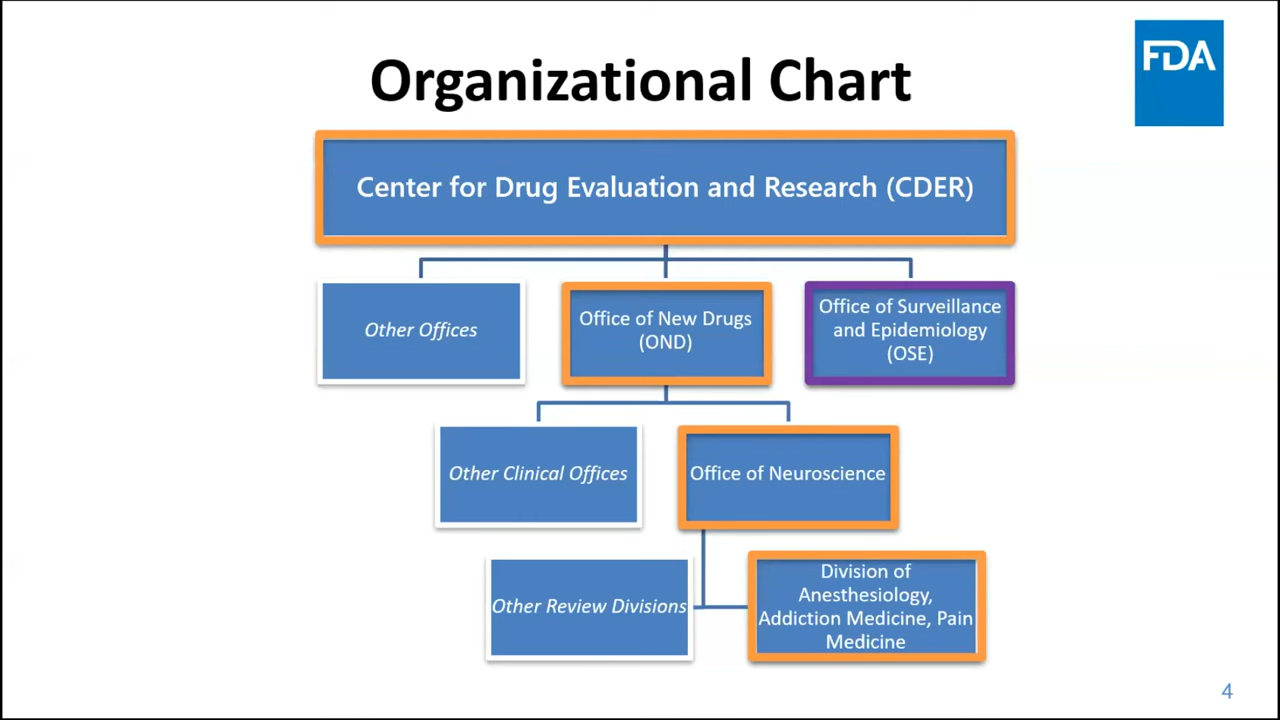 FDA
Organizational Chart
Center for Drug Evaluation and Research (CDER)
Other Offices
Office of New Drugs
(OND)
Office of Surveillance
and Epidemiology
(OSE)
Other Clinical Offices
Office of Neuroscience
Other Review Divisions
Division of
Anesthesiology,
Addiction Medicine, Pain
Medicine
4